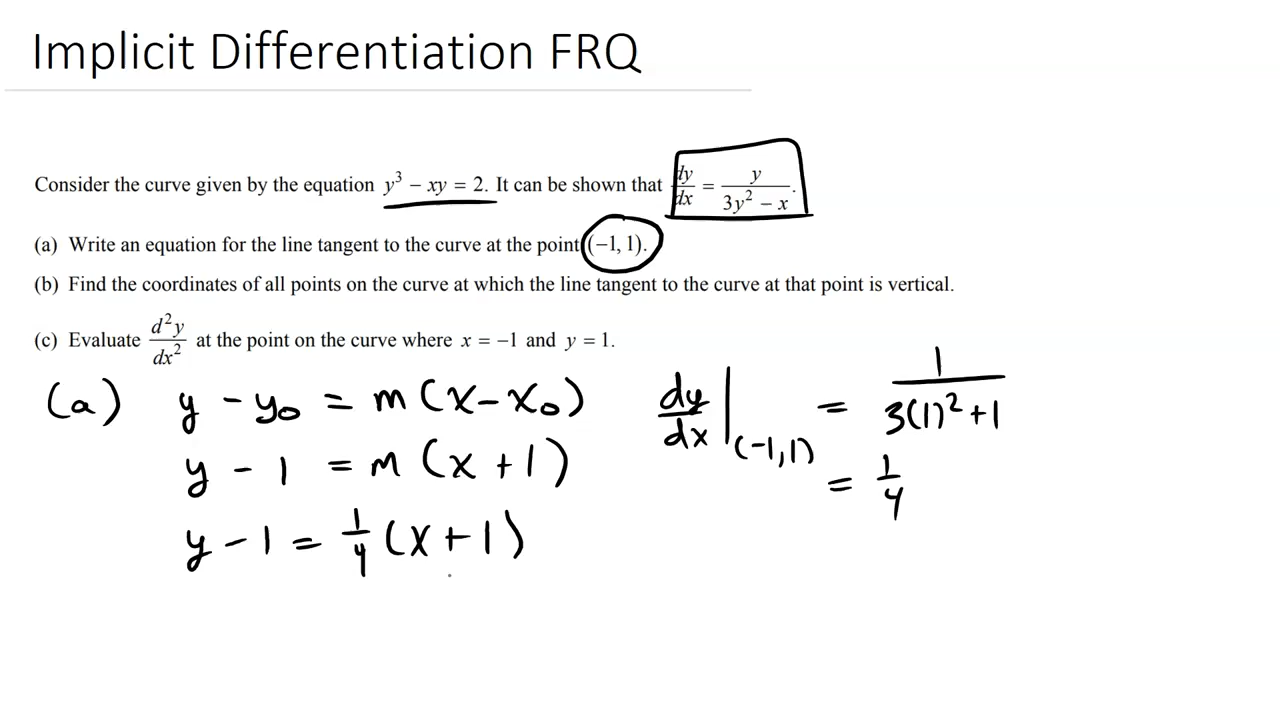 Implicit Differentiation FRQ
Consider the curve given by the equation y³ − xy = 2. It can be shown that dy/dx = y/(3y² − x).
(a) Write an equation for the line tangent to the curve at the point (−1, 1).
(b) Find the coordinates of all points on the curve at which the line tangent to the curve at that point is vertical.
(c) Evaluate d²y/dx² at the point on the curve where x = −1 and y = 1.
(a) y − y₀ = m(x − x₀)
y − 1 = m(x + 1)
y − 1 = 1/4 (x + 1)
dy/dx |(−1, 1) = 1/(3(1)² + 1)
= 1/4